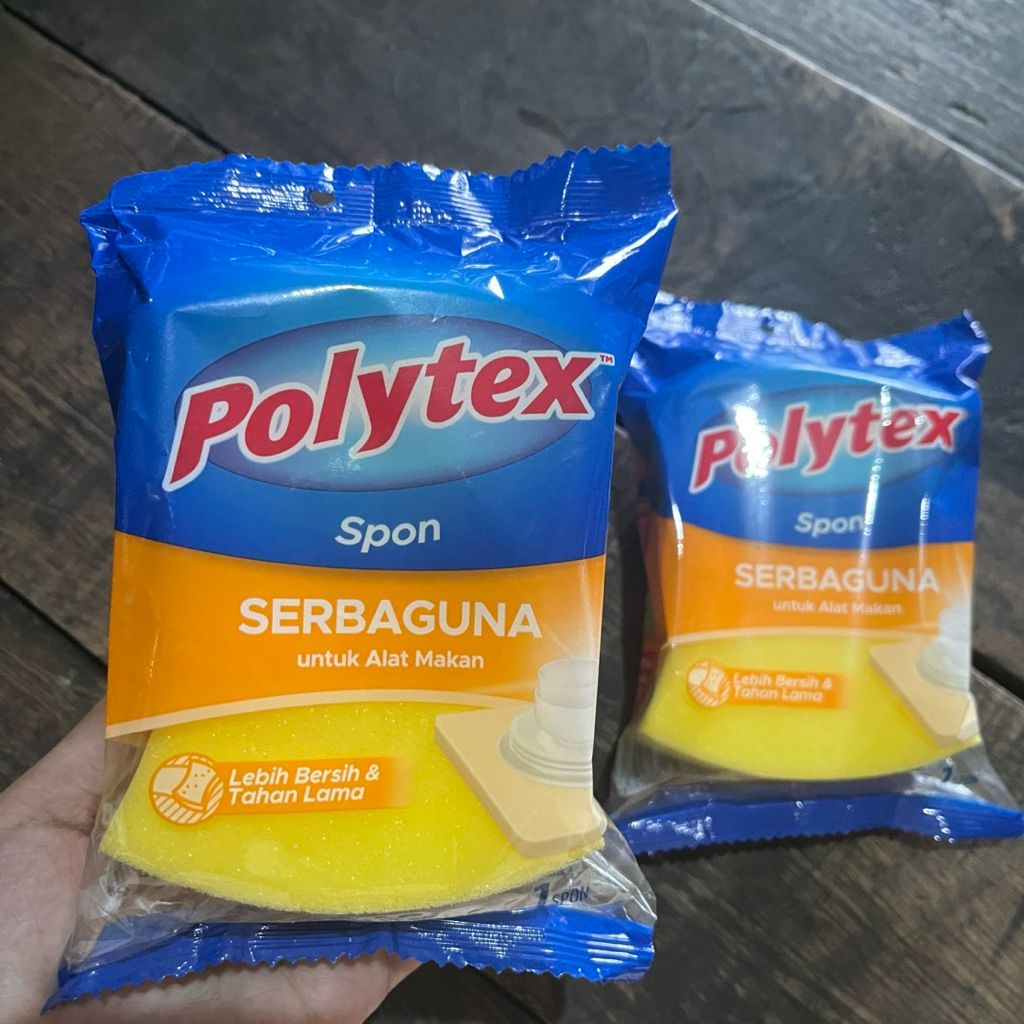 Polytex™
Spon
SERBAGUNA
untuk Alat Makan
Lebih Bersih &
Tahan Lama
1 SPON
Polytex
Spon
SERBAGUNA
untuk Alat Makan
Lebih Bersih &
Tahan Lama